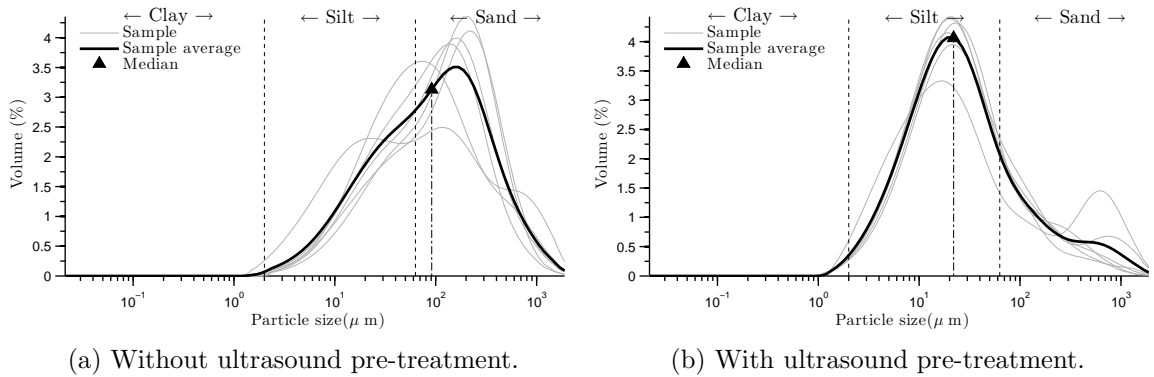 ← Clay → ← Silt → ← Sand →
Sample
Sample average
Median
4
3.5
3
2.5
2
1.5
1
0.5
0
Volume (%)
10⁻¹ 10⁰ 10¹ 10² 10³
Particle size(μ m)
(a) Without ultrasound pre-treatment.
← Clay → ← Silt → ← Sand →
Sample
Sample average
Median
4
3.5
3
2.5
2
1.5
1
0.5
0
Volume (%)
10⁻¹ 10⁰ 10¹ 10² 10³
Particle size(μ m)
(b) With ultrasound pre-treatment.